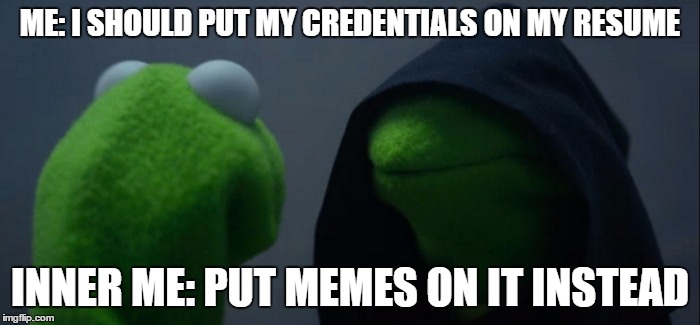 ME: I SHOULD PUT MY CREDENTIALS ON MY RESUME
INNER ME: PUT MEMES ON IT INSTEAD
imgflip.com